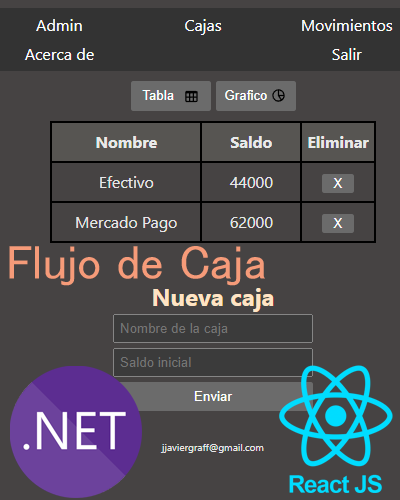 Admin Cajas Movimientos
Acerca de Salir
Tabla Grafico
Nombre Saldo Eliminar
Efectivo 44000 X
Mercado Pago 62000 X
Flujo de Caja
Nueva caja
Nombre de la caja
Saldo inicial
Enviar
.NET
jjaviergraff@gmail.com
React JS